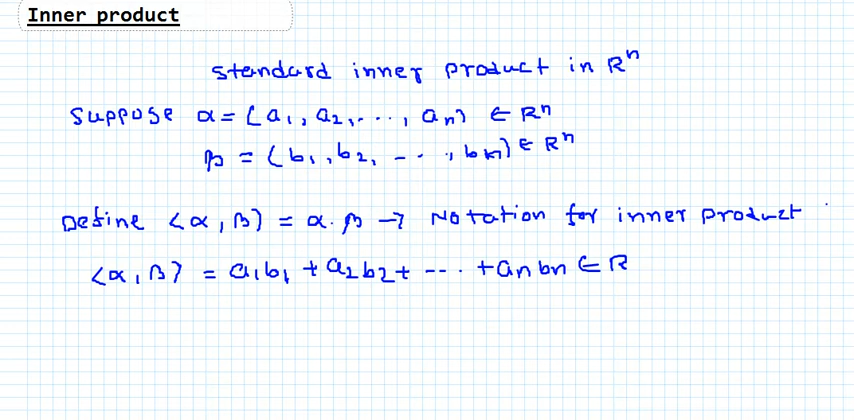 Inner product
standard inner product in Rⁿ
suppose α = (a₁, a₂, ..., aₙ) ∈ Rⁿ
β = (b₁, b₂, ..., bₙ) ∈ Rⁿ
Define <α, β> = α·β → Notation for inner product.
<α, β> = a₁b₁ + a₂b₂ + .... + aₙbₙ ∈ R